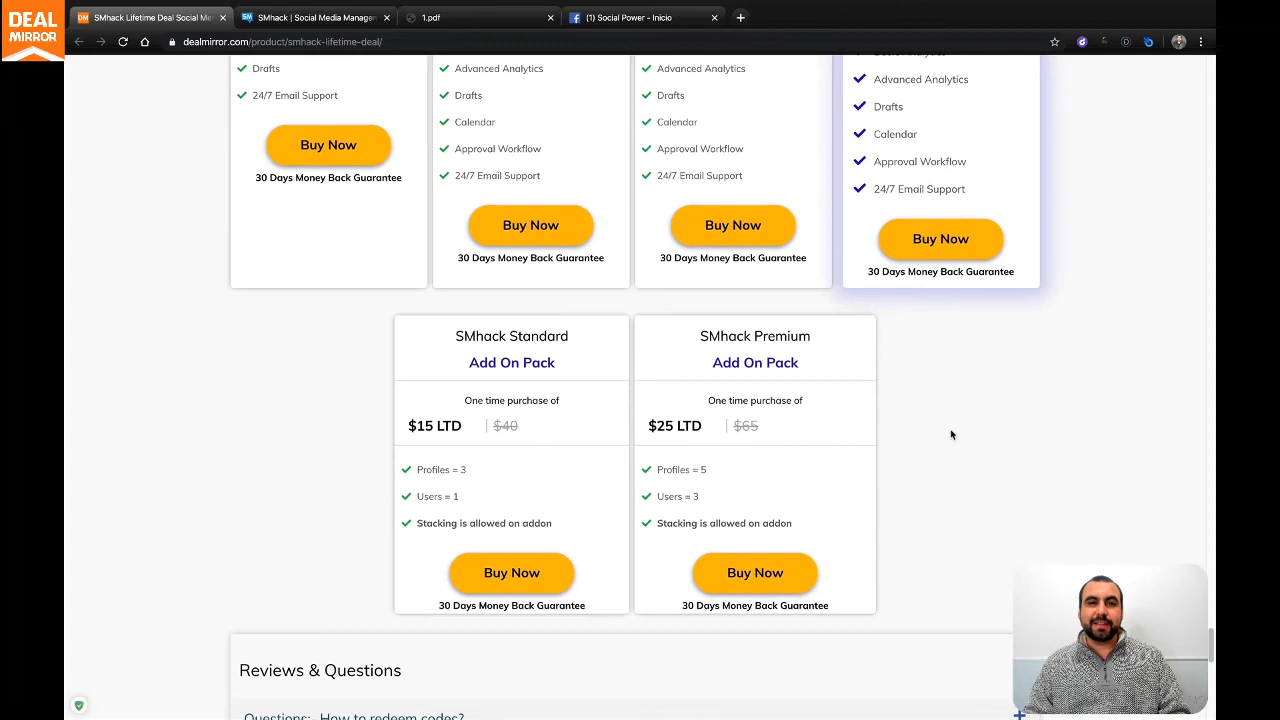 DEAL
MIRROR
SMhack Lifetime Deal Social Me
SMhack | Social Media Manager
1.pdf
(1) Social Power - Inicio
dealmirror.com/product/smhack-lifetime-deal/
Drafts
24/7 Email Support
Buy Now
30 Days Money Back Guarantee
Advanced Analytics
Drafts
Calendar
Approval Workflow
24/7 Email Support
Buy Now
30 Days Money Back Guarantee
Advanced Analytics
Drafts
Calendar
Approval Workflow
24/7 Email Support
Buy Now
30 Days Money Back Guarantee
Advanced Analytics
Drafts
Calendar
Approval Workflow
24/7 Email Support
Buy Now
30 Days Money Back Guarantee
SMhack Standard
Add On Pack
One time purchase of
$15 LTD | $40
Profiles = 3
Users = 1
Stacking is allowed on addon
Buy Now
30 Days Money Back Guarantee
SMhack Premium
Add On Pack
One time purchase of
$25 LTD | $65
Profiles = 5
Users = 3
Stacking is allowed on addon
Buy Now
30 Days Money Back Guarantee
Reviews & Questions
Questions: How to redeem codes?